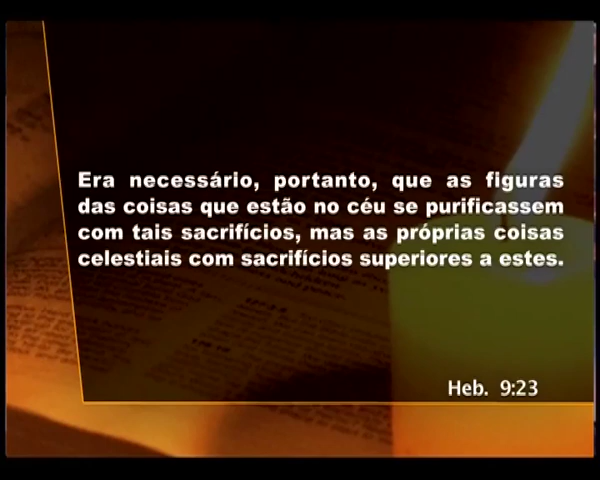 Era necessário, portanto, que as figuras
das coisas que estão no céu se purificassem
com tais sacrifícios, mas as próprias coisas
celestiais com sacrifícios superiores a estes.
Heb. 9:23